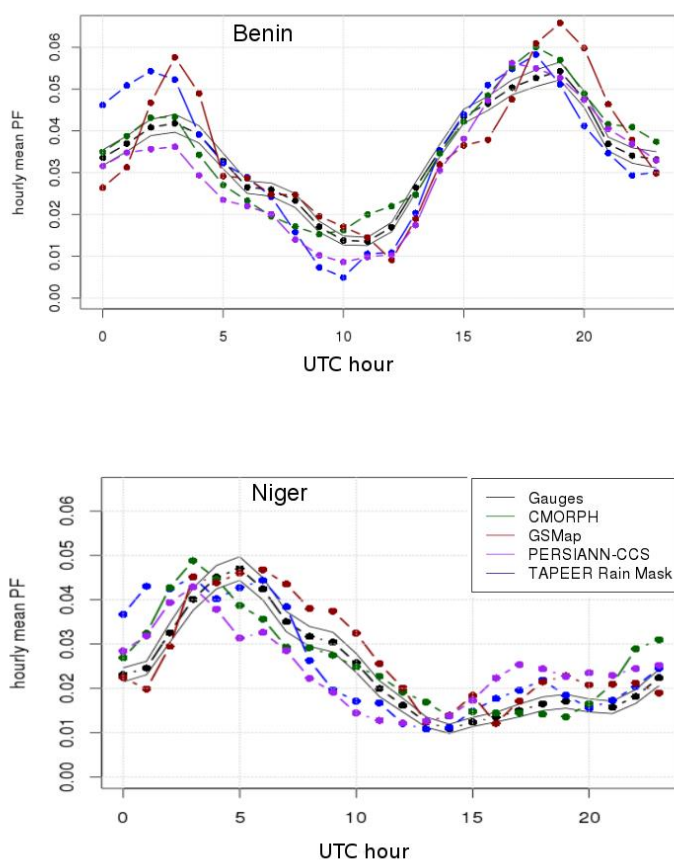 Benin
hourly mean PF
0.06
0.05
0.04
0.03
0.02
0.01
0.00
0 5 10 15 20
UTC hour
Niger
Gauges
CMORPH
GSMap
PERSIANN-CCS
TAPEER Rain Mask
hourly mean PF
0.06
0.05
0.04
0.03
0.02
0.01
0.00
0 5 10 15 20
UTC hour